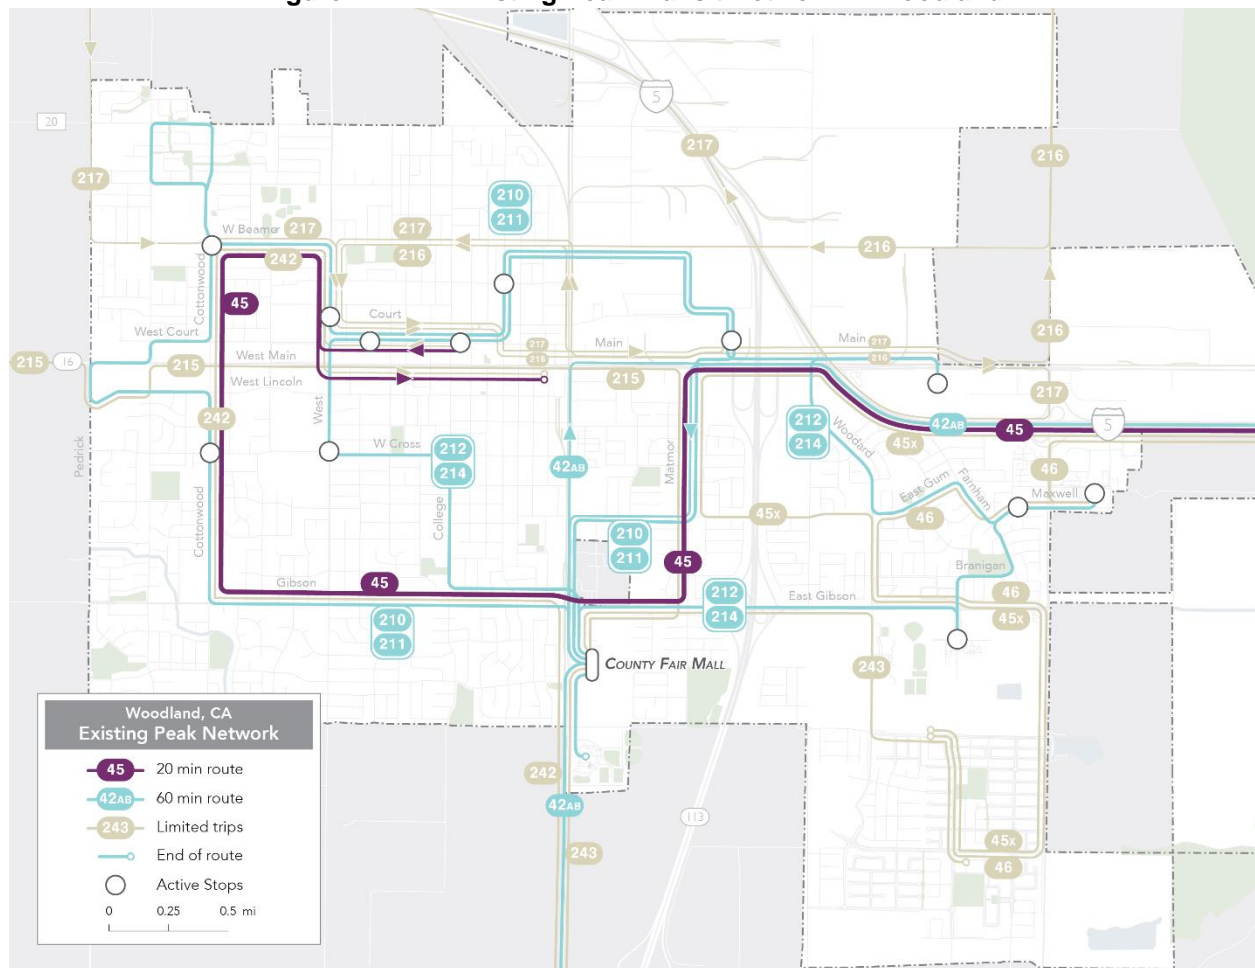 5
20
217
217
216
210
211
W Beamer
217
217
216
216
242
Cottonwood
45
Court
216
West Court
Main
217
216
Main
217
216
215
16
215
West Main
215
West Lincoln
217
242
West
42AB
45
5
45x
212
214
Woodard
W Cross
212
214
42AB
Matmor
46
Pedrick
East Gum
Farnham
Maxwell
46
45x
Cottonwood
College
210
211
45
Branigan
Gibson
45
212
214
East Gibson
46
45x
210
211
243
COUNTY FAIR MALL
242
42AB
243
113
45x
46
Woodland, CA
Existing Peak Network
45 20 min route
42AB 60 min route
243 Limited trips
End of route
Active Stops
0 0.25 0.5 mi